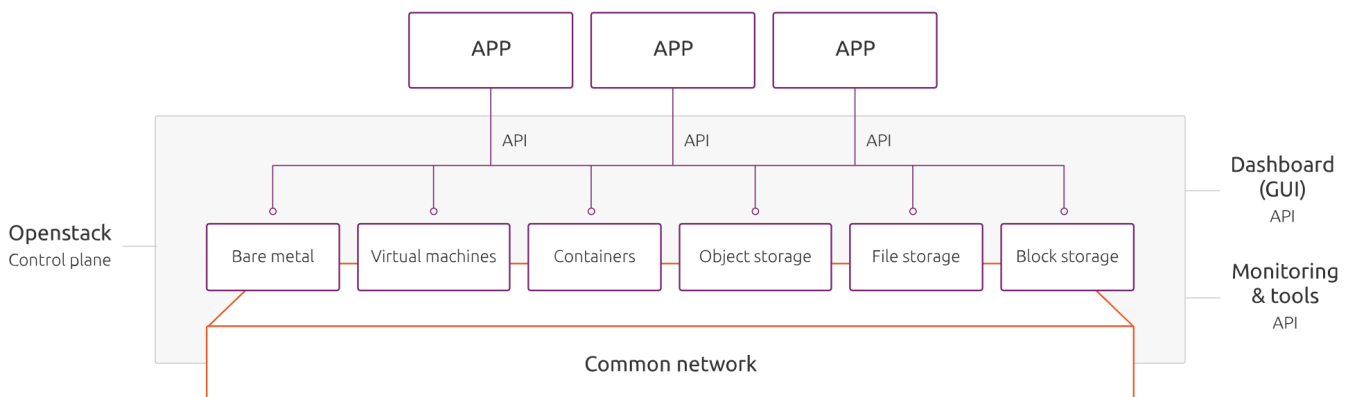 APP
APP
APP
API
API
API
Dashboard
(GUI)
API
Openstack
Control plane
Bare metal
Virtual machines
Containers
Object storage
File storage
Block storage
Monitoring
& tools
API
Common network